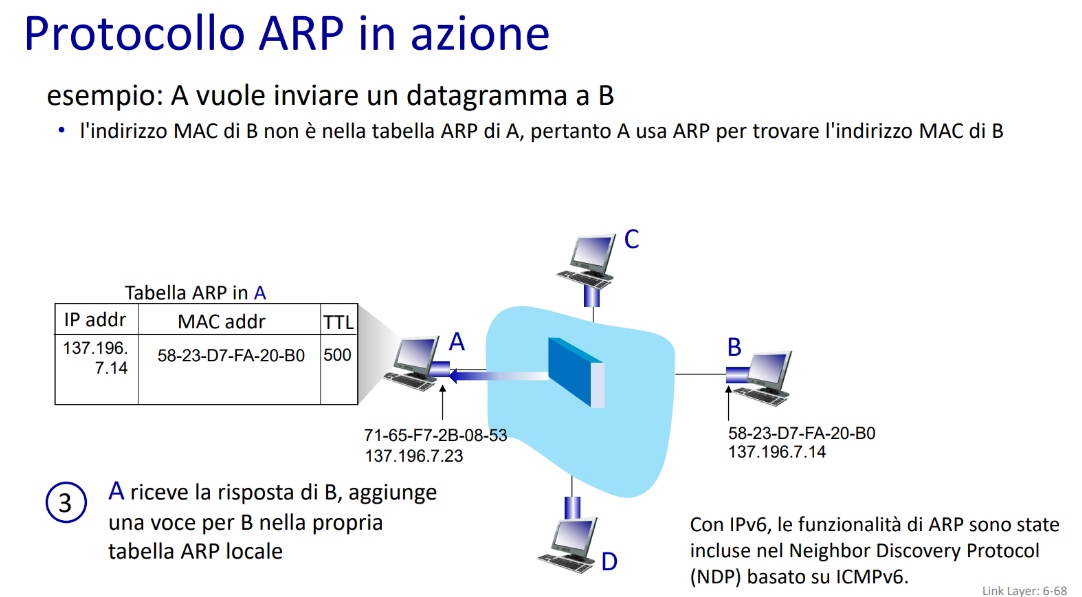 Protocollo ARP in azione
esempio: A vuole inviare un datagramma a B
• l'indirizzo MAC di B non è nella tabella ARP di A, pertanto A usa ARP per trovare l'indirizzo MAC di B
C
Tabella ARP in A
IP addr MAC addr TTL
137.196.
7.14
58-23-D7-FA-20-B0 500
A
B
71-65-F7-2B-08-53
137.196.7.23
58-23-D7-FA-20-B0
137.196.7.14
3
A riceve la risposta di B, aggiunge
una voce per B nella propria
tabella ARP locale
D
Con IPv6, le funzionalità di ARP sono state
incluse nel Neighbor Discovery Protocol
(NDP) basato su ICMPv6.
Link Layer: 6-68